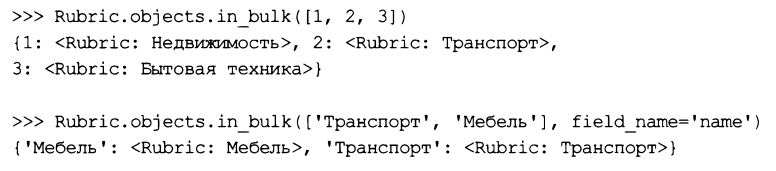 >>> Rubric.objects.in_bulk([1, 2, 3])
{1: <Rubric: Недвижимость>, 2: <Rubric: Транспорт>,
3: <Rubric: Бытовая техника>}
>>> Rubric.objects.in_bulk(['Транспорт', 'Мебель'], field_name='name')
{'Мебель': <Rubric: Мебель>, 'Транспорт': <Rubric: Транспорт>}